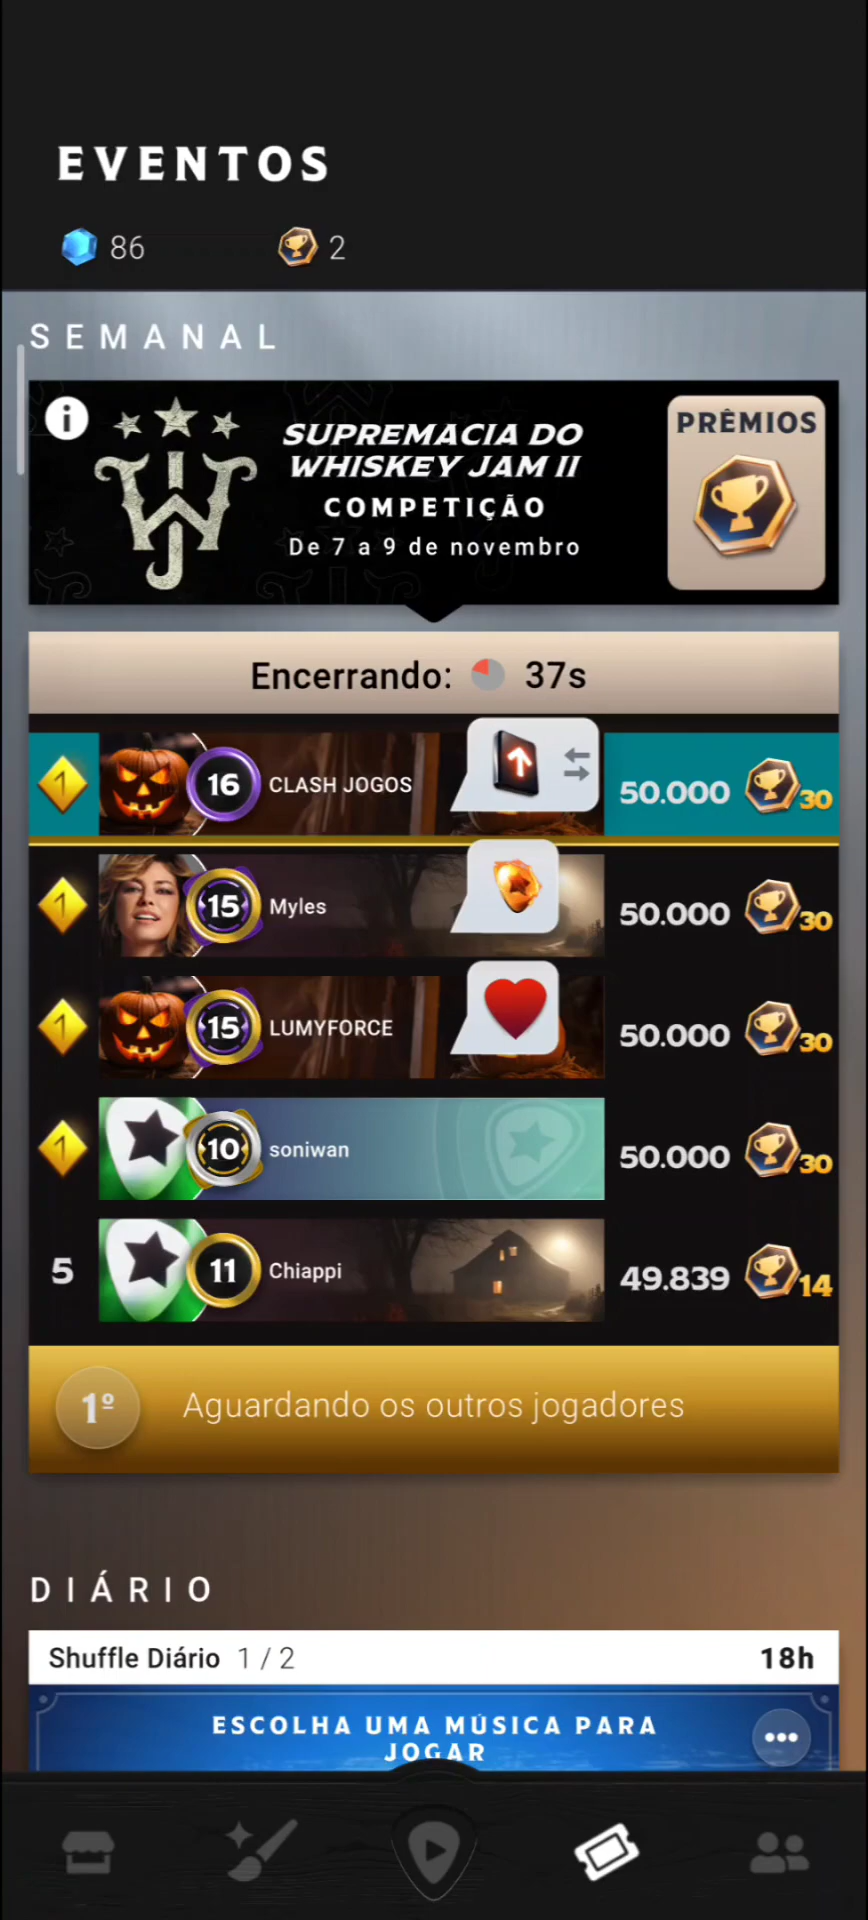 EVENTOS
86 2
SEMANAL
i
SUPREMACIA DO
WHISKEY JAM II
COMPETIÇÃO
De 7 a 9 de novembro
PRÊMIOS
WJ
Encerrando: 37s
1 16 CLASH JOGOS 50.000 30
1 15 Myles 50.000 30
1 15 LUMYFORCE 50.000 30
1 10 soniwan 50.000 30
5 11 Chiappi 49.839 14
1º Aguardando os outros jogadores
DIÁRIO
Shuffle Diário 1 / 2 18h
ESCOLHA UMA MÚSICA PARA
JOGAR